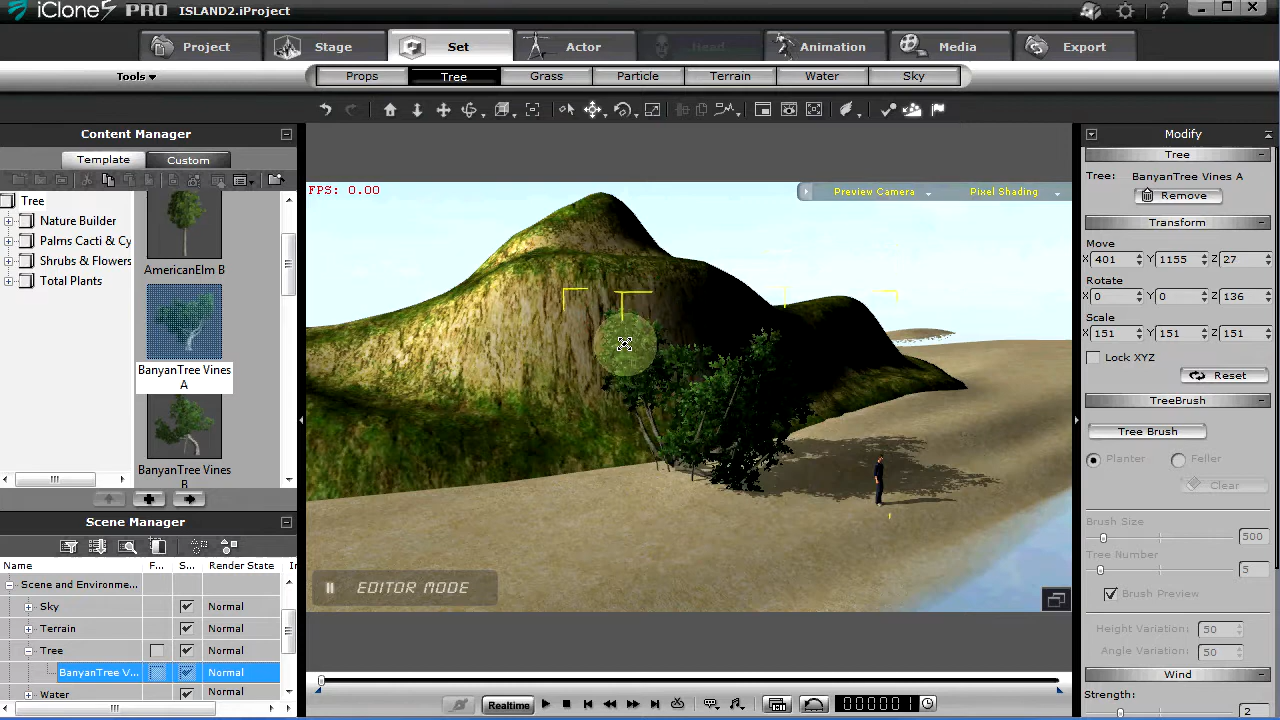 iClone5 PRO ISLAND2.iProject
Project Stage Set Actor Head Animation Media Export
Tools Props Tree Grass Particle Terrain Water Sky
Content Manager
Template Custom
Tree
Nature Builder
Palms Cacti & Cy
Shrubs & Flowers
Total Plants
AmericanElm B
BanyanTree Vines A
BanyanTree Vines B
Scene Manager
Name F... S... Render State Ir
Scene and Environme...
Sky Normal
Terrain Normal
Tree Normal
BanyanTree V... Normal
Water Normal
FPS: 0.00 Preview Camera Pixel Shading
EDITOR MODE
Realtime 0000001
Modify
Tree
Tree: BanyanTree Vines A
Remove
Transform
Move
X 401 Y 1155 Z 27
Rotate
X 0 Y 0 Z 136
Scale
X 151 Y 151 Z 151
Lock XYZ
Reset
TreeBrush
Tree Brush
Planter Feller
Clear
Brush Size
500
Tree Number
5
Brush Preview
Height Variation: 50
Angle Variation: 50
Wind
Strength:
2